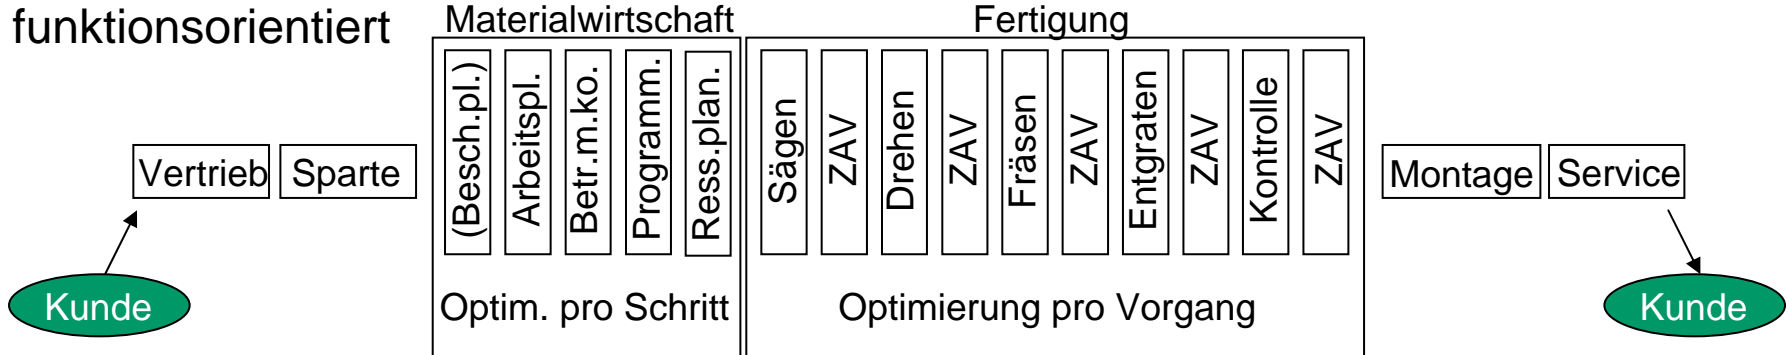 funktionsorientiert
Materialwirtschaft
Fertigung
Kunde
Vertrieb
Sparte
(Besch.pl.)
Arbeitspl.
Betr.m.ko.
Programm.
Ress.plan.
Optim. pro Schritt
Sägen
ZAV
Drehen
ZAV
Fräsen
ZAV
Entgraten
ZAV
Kontrolle
ZAV
Optimierung pro Vorgang
Montage
Service
Kunde